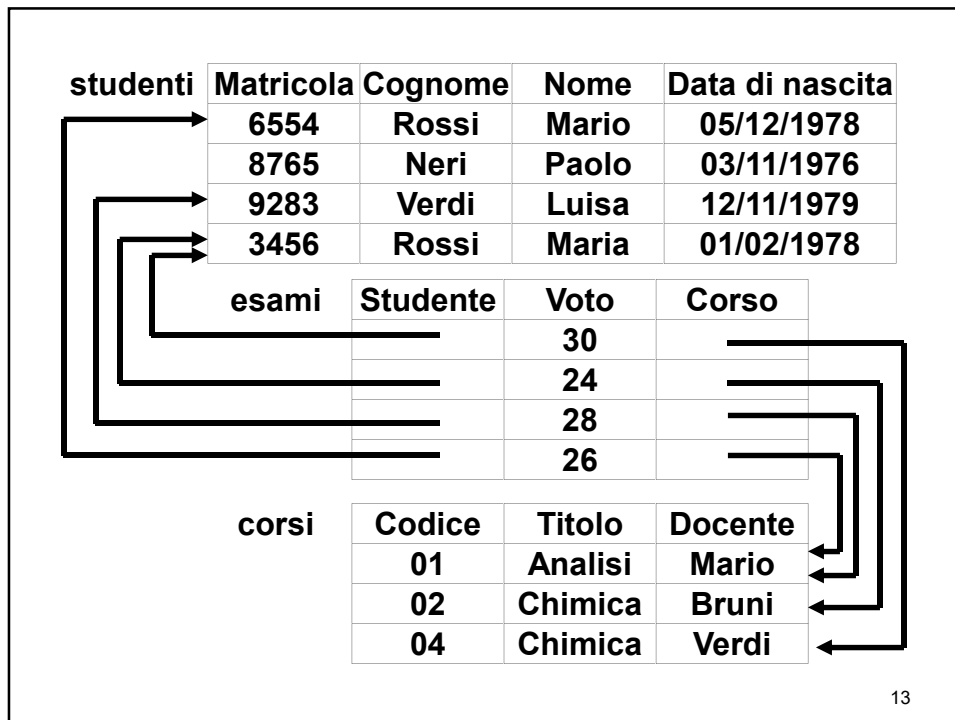 studenti Matricola Cognome Nome Data di nascita
6554 Rossi Mario 05/12/1978
8765 Neri Paolo 03/11/1976
9283 Verdi Luisa 12/11/1979
3456 Rossi Maria 01/02/1978
esami Studente Voto Corso
30
24
28
26
corsi Codice Titolo Docente
01 Analisi Mario
02 Chimica Bruni
04 Chimica Verdi
13